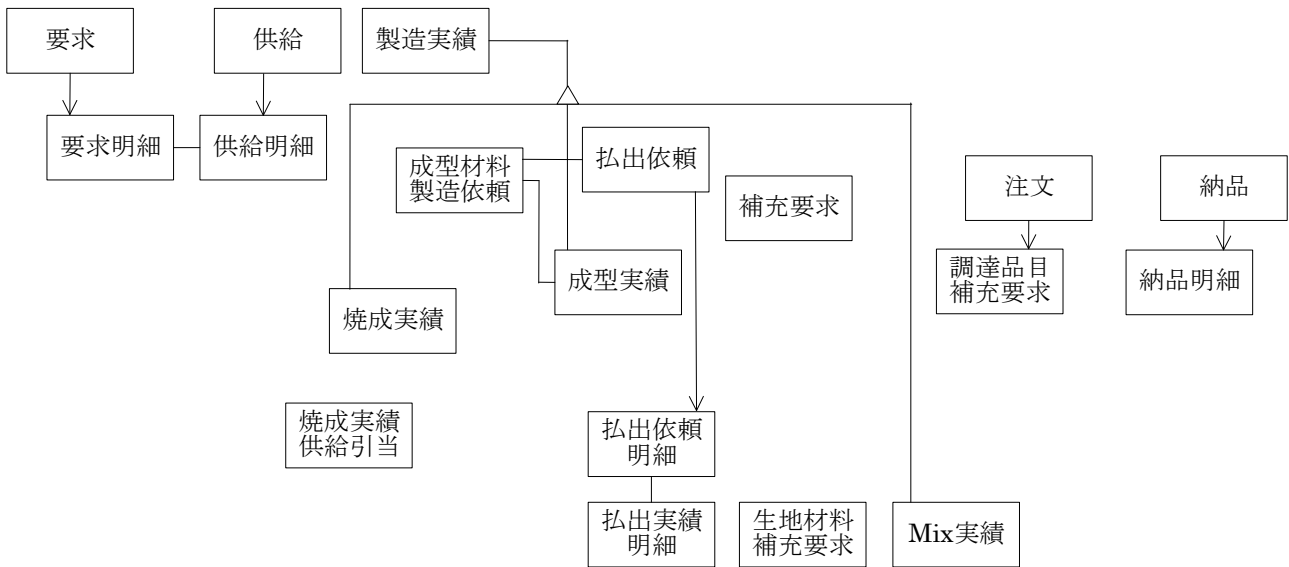 要求
供給
製造実績
要求明細
供給明細
成型材料
製造依頼
払出依頼
補充要求
注文
納品
成型実績
調達品目
補充要求
納品明細
焼成実績
焼成実績
供給引当
払出依頼
明細
払出実績
明細
生地材料
補充要求
Mix実績